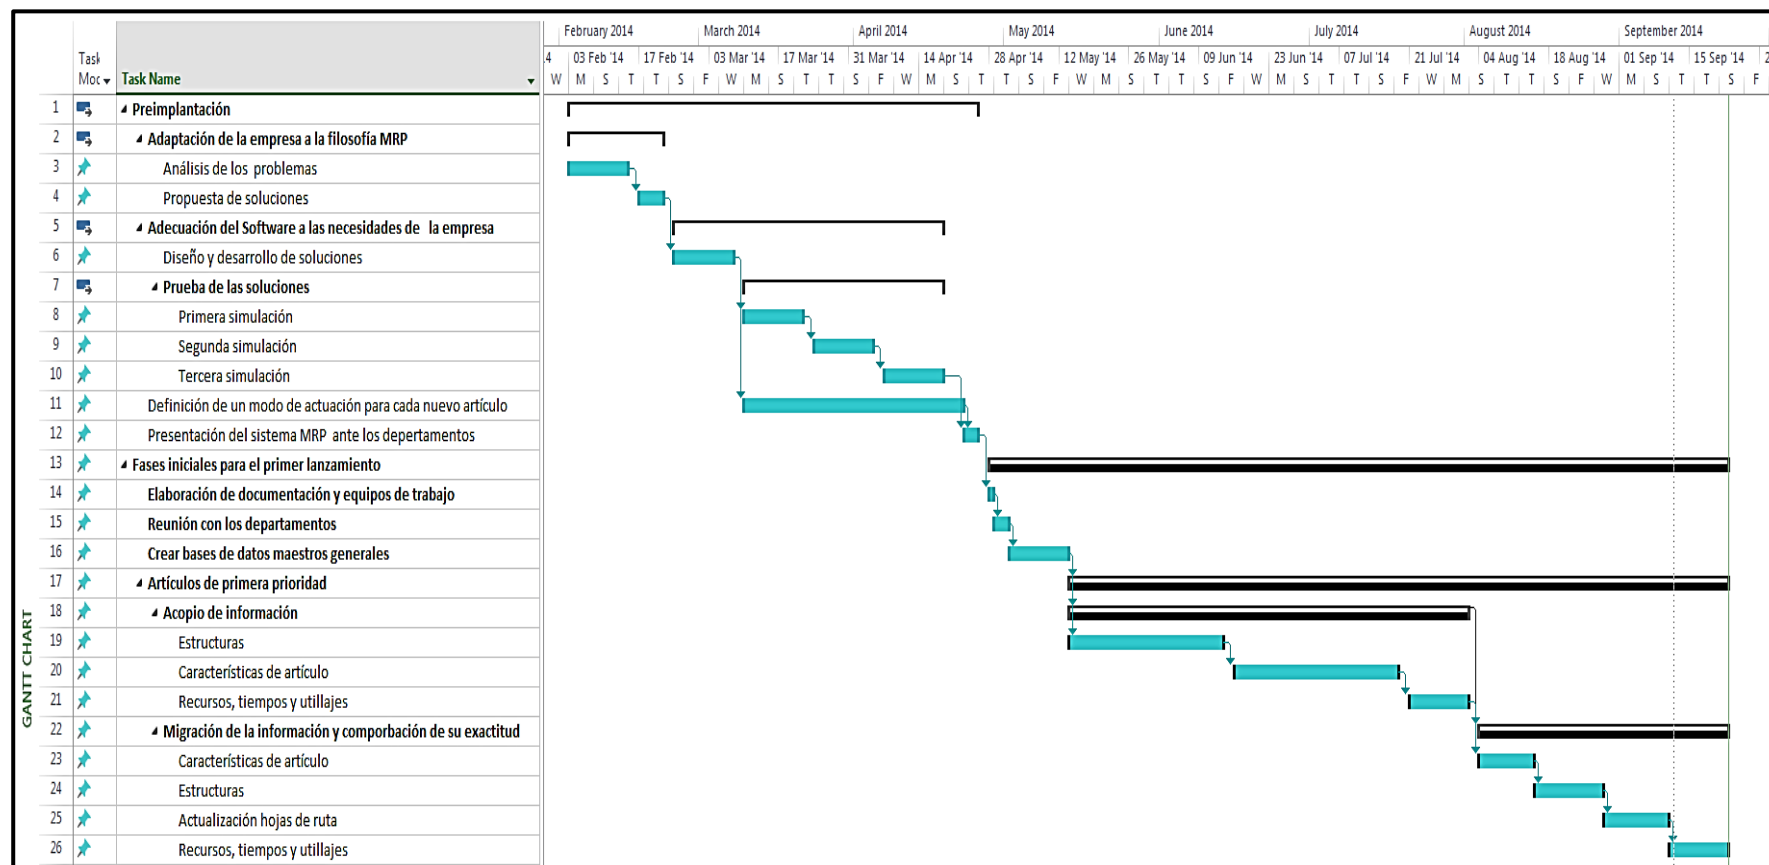 February 2014 March 2014 April 2014 May 2014 June 2014 July 2014 August 2014 September 2014
Task
Moc Task Name
4 03 Feb '14 17 Feb '14 03 Mar '14 17 Mar '14 31 Mar '14 14 Apr '14 28 Apr '14 12 May '14 26 May '14 09 Jun '14 23 Jun '14 07 Jul '14 21 Jul '14 04 Aug '14 18 Aug '14 01 Sep '14 15 Sep '14 2
W M S T T S F W M S T T S F W M S T T S F W M S T T S F W M S T T S F W M S T T S F W M S T T S F
1 Preimplantación
2 Adaptación de la empresa a la filosofía MRP
3 Análisis de los problemas
4 Propuesta de soluciones
5 Adecuación del Software a las necesidades de la empresa
6 Diseño y desarrollo de soluciones
7 Prueba de las soluciones
8 Primera simulación
9 Segunda simulación
10 Tercera simulación
11 Definición de un modo de actuación para cada nuevo artículo
12 Presentación del sistema MRP ante los depertamentos
13 Fases iniciales para el primer lanzamiento
14 Elaboración de documentación y equipos de trabajo
15 Reunión con los departamentos
16 Crear bases de datos maestros generales
17 Artículos de primera prioridad
18 Acopio de información
19 Estructuras
20 Características de artículo
21 Recursos, tiempos y utillajes
22 Migración de la información y comporbación de su exactitud
23 Características de artículo
24 Estructuras
25 Actualización hojas de ruta
26 Recursos, tiempos y utillajes
GANTT CHART